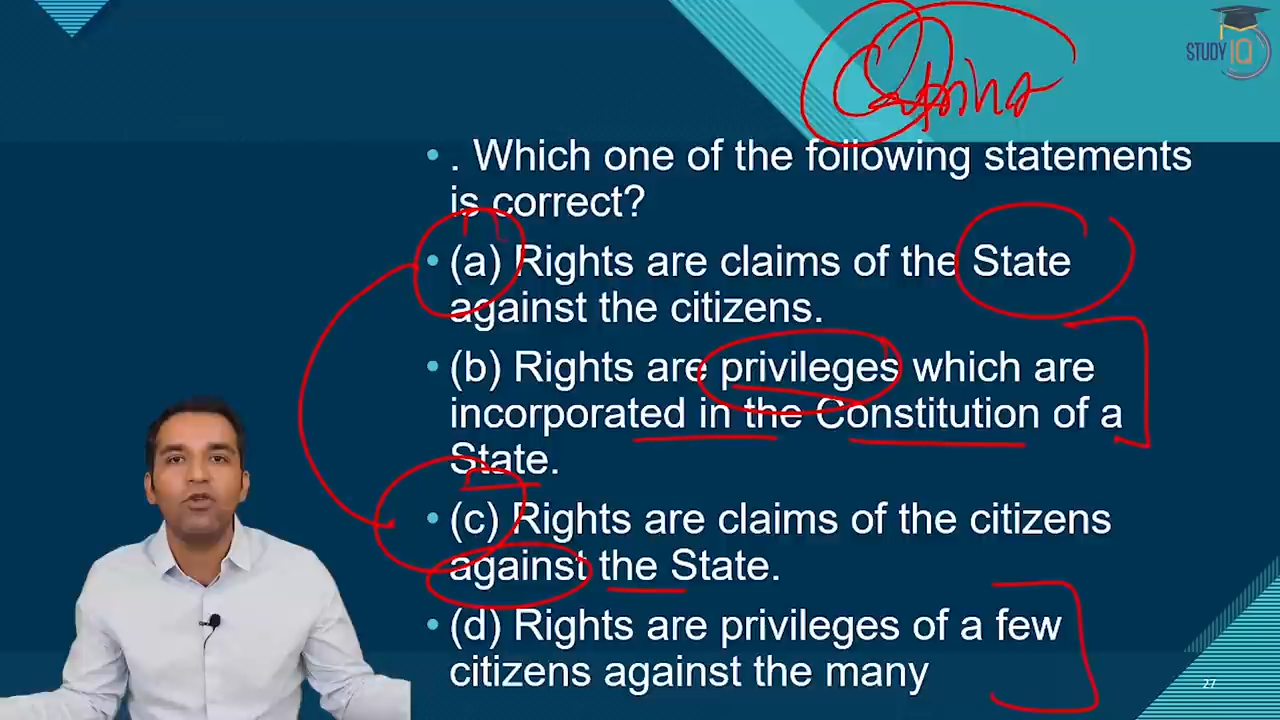 STUDY IQ
• . Which one of the following statements
is correct?
• (a) Rights are claims of the State
against the citizens.
• (b) Rights are privileges which are
incorporated in the Constitution of a
State.
• (c) Rights are claims of the citizens
against the State.
• (d) Rights are privileges of a few
citizens against the many
27